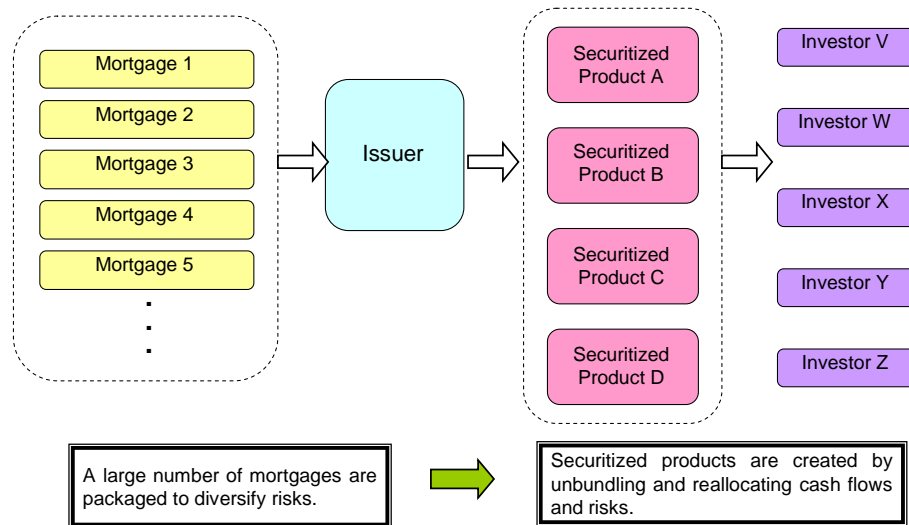 Mortgage 1
Mortgage 2
Mortgage 3
Mortgage 4
Mortgage 5
Issuer
Securitized
Product A
Securitized
Product B
Securitized
Product C
Securitized
Product D
Investor V
Investor W
Investor X
Investor Y
Investor Z
A large number of mortgages are
packaged to diversify risks.
Securitized products are created by
unbundling and reallocating cash flows
and risks.